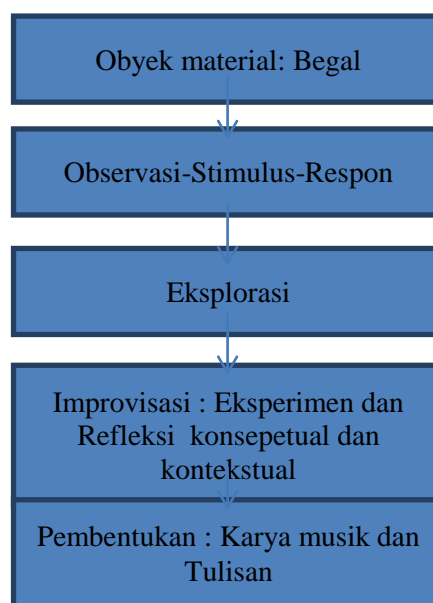 Obyek material: Begal
Observasi-Stimulus-Respon
Eksplorasi
Improvisasi : Eksperimen dan
Refleksi  konsepetual dan
kontekstual
Pembentukan : Karya musik dan
Tulisan